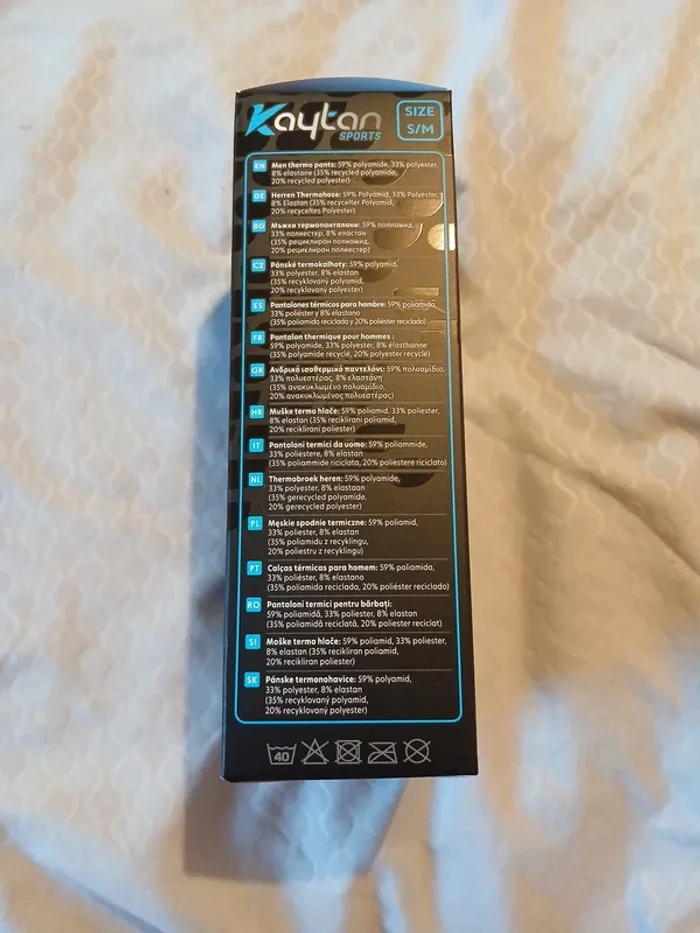 Kaytan
SPORTS
SIZE
S/M
EN Men thermo pants: 59% polyamide, 33% polyester,
8% elastane (35% recycled polyamide,
20% recycled polyester)
DE Herren Thermohose: 59% Polyamid, 33% Polyester,
8% Elastan (35% recycelter Polyamid,
20% recyceltes Polyester)
BG Мъжки термопанталони: 59% полиамид,
33% полиестер, 8% еластан
(35% рециклиран полиамид,
20% рециклиран полиестер)
CZ Pánské termokalhoty: 59% polyamid,
33% polyester, 8% elastan
(35% recyklovaný polyamid,
20% recyklovaný polyester)
ES Pantalones térmicos para hombre: 59% poliamida,
33% poliéster y 8% elastano
(35% poliamida reciclada y 20% poliéster reciclado)
FR Pantalon thermique pour hommes :
59% polyamide, 33% polyester, 8% élasthanne
(35% polyamide recyclé, 20% polyester recyclé)
GR Ανδρικό ισοθερμικό παντελόνι: 59% πολυαμίδιο,
33% πολυεστέρας, 8% ελαστάνη
(35% ανακυκλωμένο πολυαμίδιο,
20% ανακυκλωμένος πολυεστέρας)
HR Muške termo hlače: 59% poliamid, 33% poliester,
8% elastan (35% reciklirani poliamid,
20% reciklirani poliester)
IT Pantaloni termici da uomo: 59% poliammide,
33% poliestere, 8% elastan
(35% poliammide riciclata, 20% poliestere riciclato)
NL Thermobroek heren: 59% polyamide,
33% polyester, 8% elastaan
(35% gerecycled polyamide,
20% gerecycled polyester)
PL Męskie spodnie termiczne: 59% poliamid,
33% poliester, 8% elastan
(35% poliamidu z recyklingu,
20% poliestru z recyklingu)
PT Calças térmicas para homem: 59% poliamida,
33% poliéster, 8% elastano
(35% poliamida reciclada, 20% poliéster reciclado)
RO Pantaloni termici pentru bărbați:
59% poliamidă, 33% poliester, 8% elastan
(35% poliamidă reciclată, 20% poliester reciclat)
SI Moške termo hlače: 59% poliamid, 33% poliester,
8% elastan (35% recikliran poliamid,
20% recikliran poliester)
SK Pánske termonohavice: 59% polyamid,
33% polyester, 8% elastan
(35% recyklovaný polyamid,
20% recyklovaný polyester)
40